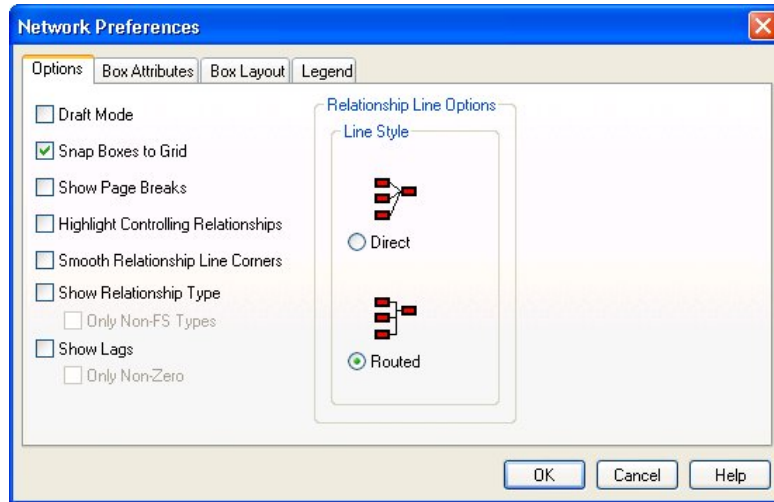 Network Preferences
Options
Box Attributes
Box Layout
Legend
Draft Mode
Snap Boxes to Grid
Show Page Breaks
Highlight Controlling Relationships
Smooth Relationship Line Corners
Show Relationship Type
Only Non-FS Types
Show Lags
Only Non-Zero
Relationship Line Options
Line Style
Direct
Routed
OK
Cancel
Help